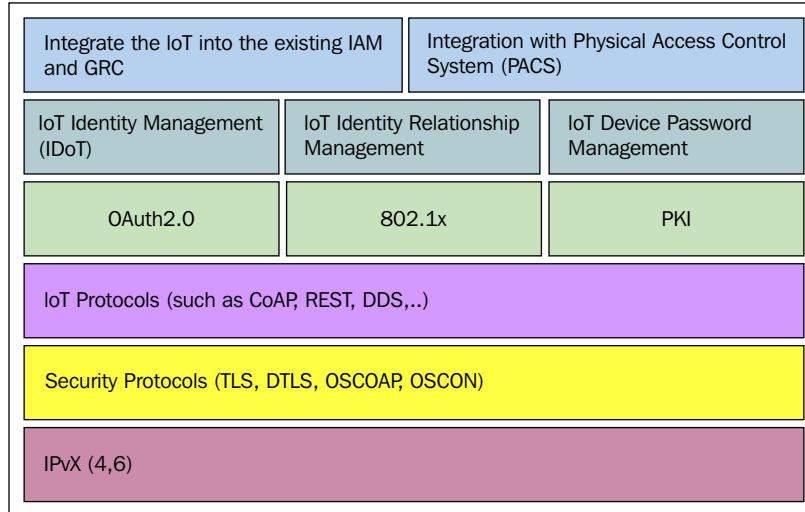 Integrate the IoT into the existing IAM
and GRC
Integration with Physical Access Control
System (PACS)
IoT Identity Management
(IDoT)
IoT Identity Relationship
Management
IoT Device Password
Management
OAuth2.0
802.1x
PKI
IoT Protocols (such as CoAP, REST, DDS,..)
Security Protocols (TLS, DTLS, OSCOAP, OSCON)
IPvX (4,6)